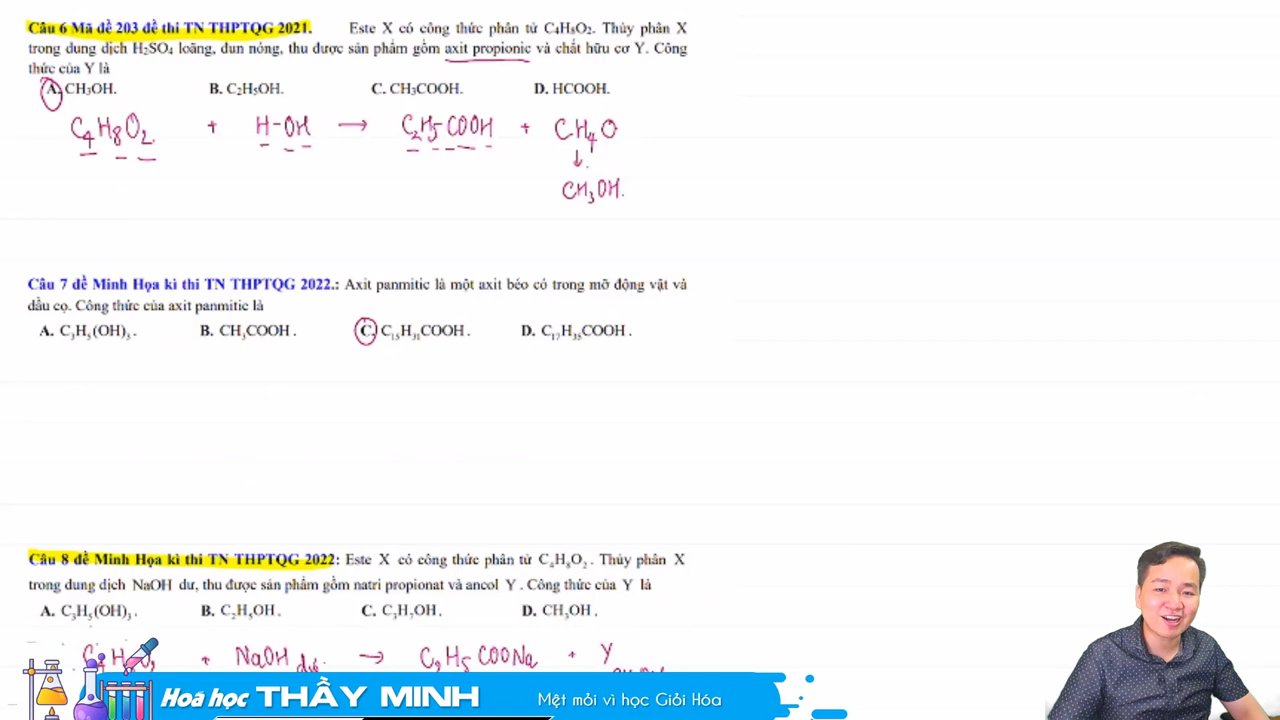 Câu 6 Mã đề 203 đề thi TN THPTQG 2021. Este X có công thức phân tử C₄H₈O₂. Thủy phân X
trong dung dịch H₂SO₄ loãng, đun nóng, thu được sản phẩm gồm axit propionic và chất hữu cơ Y. Công
thức của Y là
A. CH₃OH. B. C₂H₅OH. C. CH₃COOH. D. HCOOH.
C₄H₈O₂ + H-OH → C₂H₅COOH + CH₄O
↓
CH₃OH.
Câu 7 đề Minh Họa kì thi TN THPTQG 2022.: Axit panmitic là một axit béo có trong mỡ động vật và
dầu cọ. Công thức của axit panmitic là
A. C₃H₅(OH)₃. B. CH₃COOH. C. C₁₅H₃₁COOH. D. C₁₇H₃₅COOH.
Câu 8 đề Minh Họa kì thi TN THPTQG 2022: Este X có công thức phân tử C₄H₈O₂. Thủy phân X
trong dung dịch NaOH dư, thu được sản phẩm gồm natri propionat và ancol Y. Công thức của Y là
A. C₃H₅(OH)₃. B. C₂H₅OH. C. C₃H₇OH. D. CH₃OH.
+ NaOH dư. → C₂H₅COONa + Y
Hoá học THẦY MINH Mệt mỏi vì học Giỏi Hóa